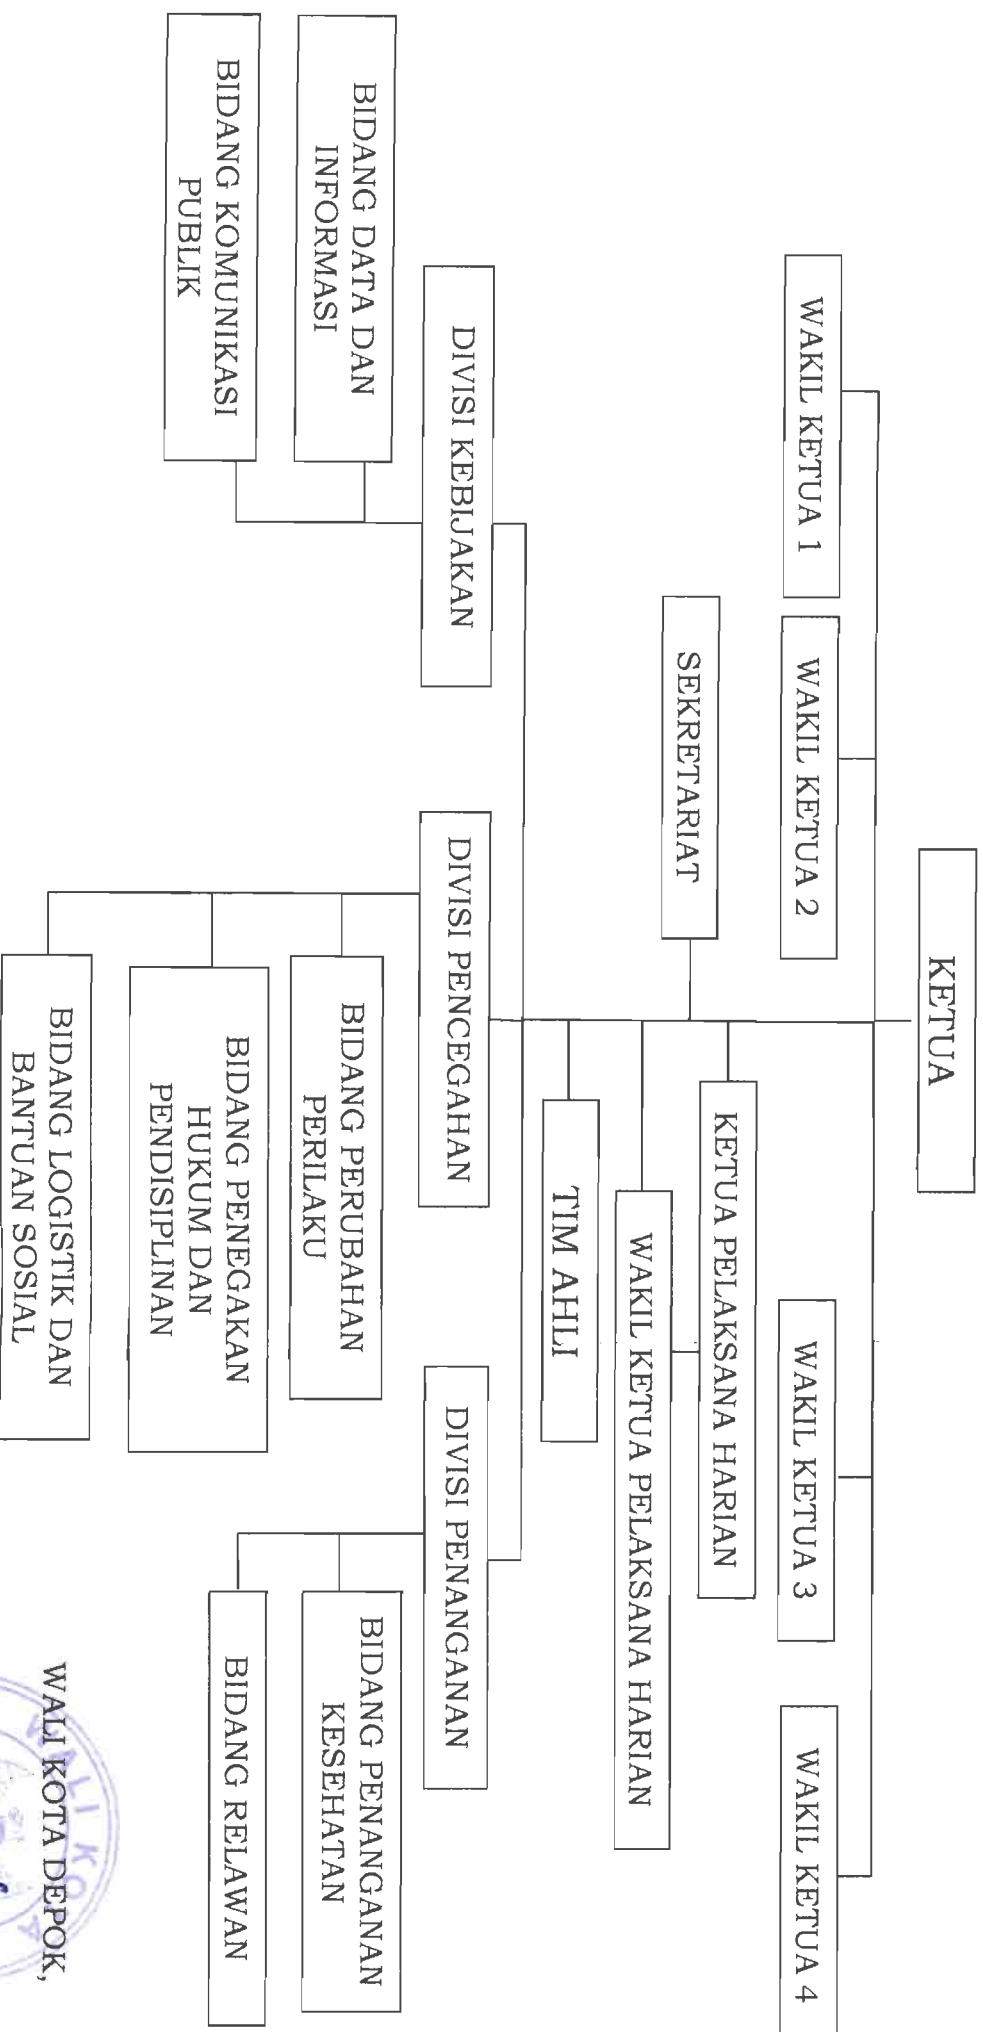 KETUA
WAKIL KETUA 1
WAKIL KETUA 2
WAKIL KETUA 3
WAKIL KETUA 4
KETUA PELAKSANA HARIAN
SEKRETARIAT
WAKIL KETUA PELAKSANA HARIAN
TIM AHLI
DIVISI KEBIJAKAN
DIVISI PENCEGAHAN
DIVISI PENANGANAN
BIDANG DATA DAN
INFORMASI
BIDANG KOMUNIKASI
PUBLIK
BIDANG PERUBAHAN
PERILAKU
BIDANG PENEGAKAN
HUKUM DAN
PENDISIPLINAN
BIDANG LOGISTIK DAN
BANTUAN SOSIAL
BIDANG PENANGANAN
KESEHATAN
BIDANG RELAWAN
WALI KOTA DEPOK,
WALI KOTA